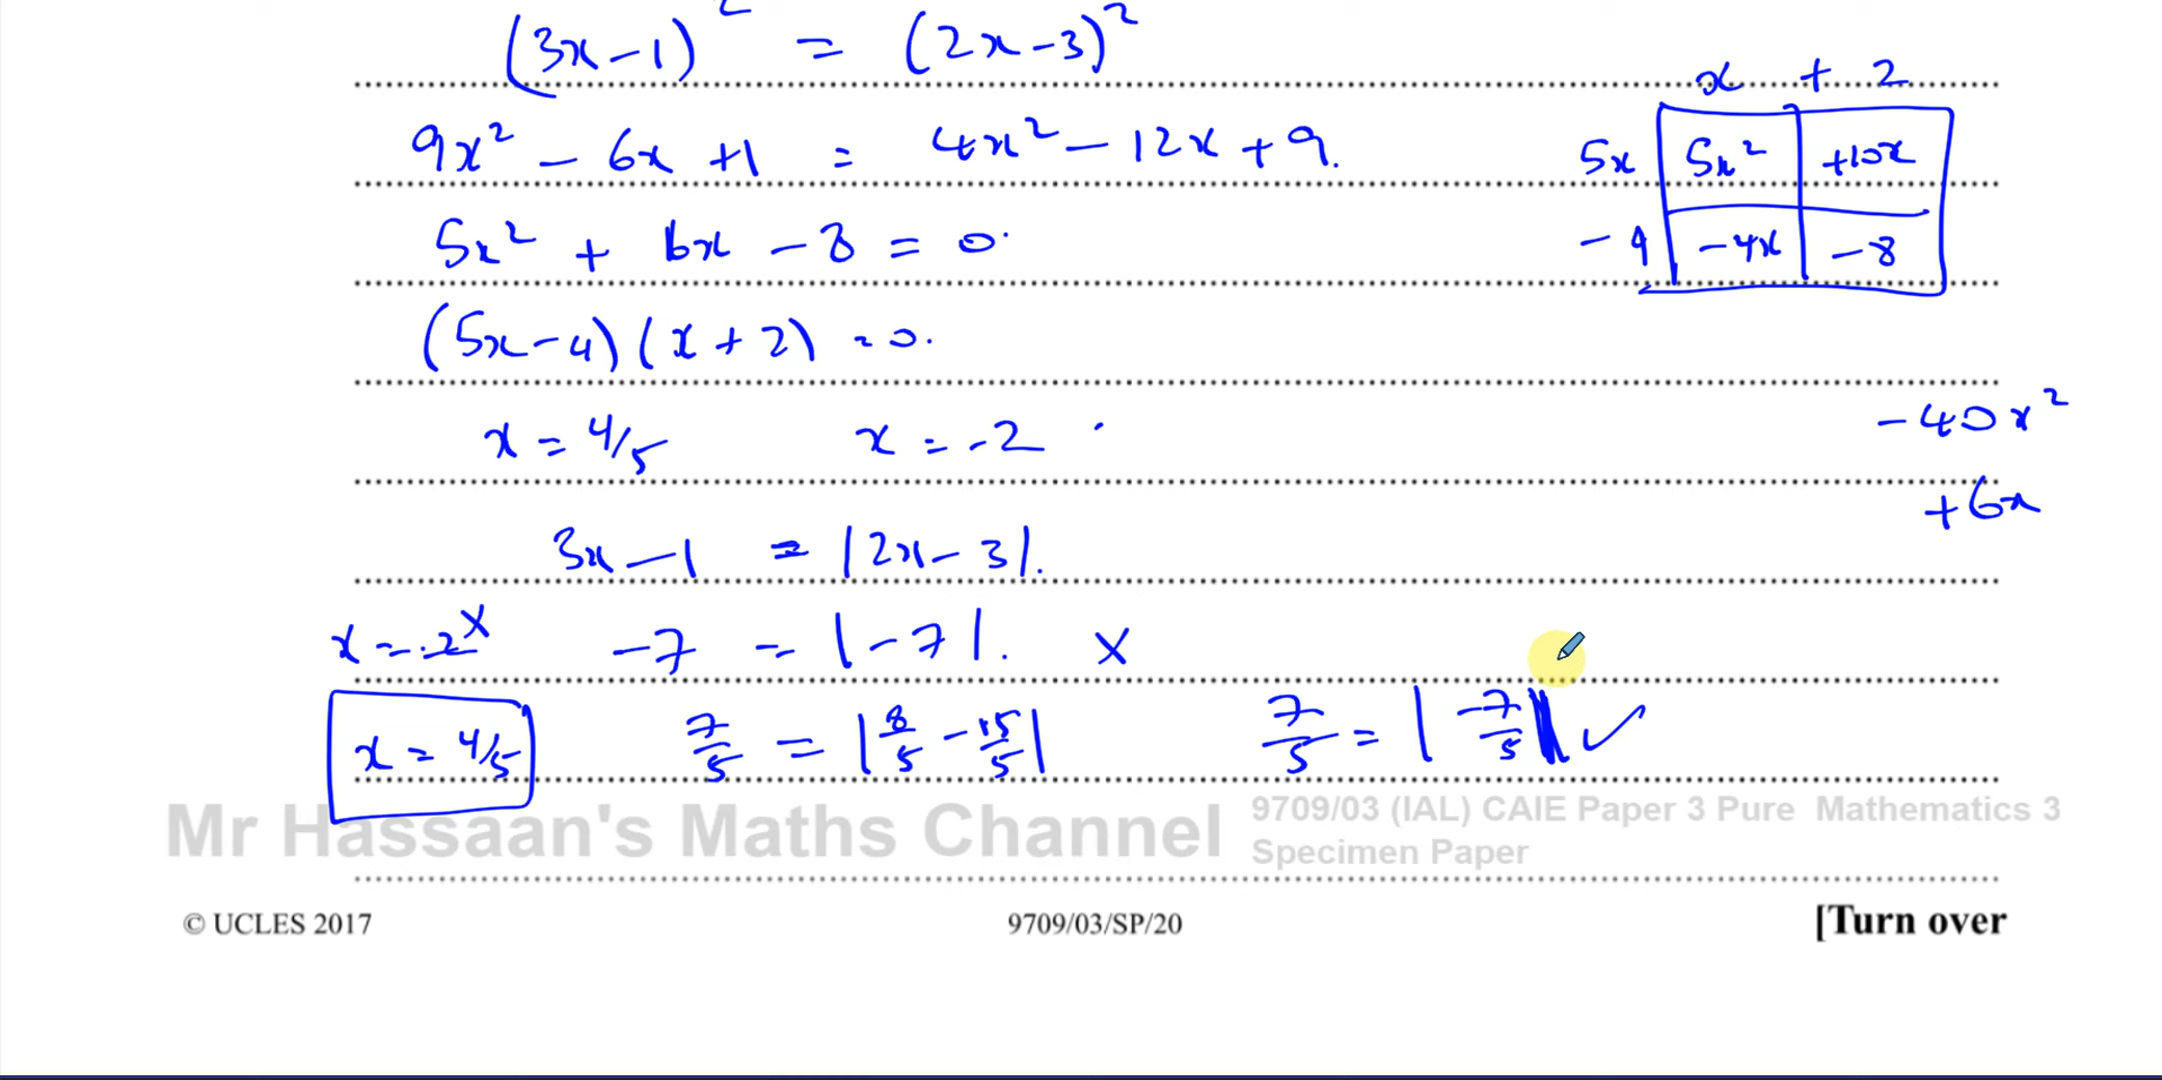 (3x-1)² = (2x-3)²
9x² - 6x +1 = 4x² - 12x + 9.
5x² + 6x - 8 = 0.
(5x-4)(x+2) = 0.
x = 4/5 x = -2
3x-1 = |2x-3|.
x = -2 X -7 = |-7|. X
x = 4/5 7/5 = |8/5 - 15/5| 7/5 = |-7/5| ✓
x + 2
5x 5x² +10x
-4 -4x -8
-40x²
+6x
Mr Hassaan's Maths Channel
9709/03 (IAL) CAIE Paper 3 Pure Mathematics 3
Specimen Paper
© UCLES 2017 9709/03/SP/20 [Turn over